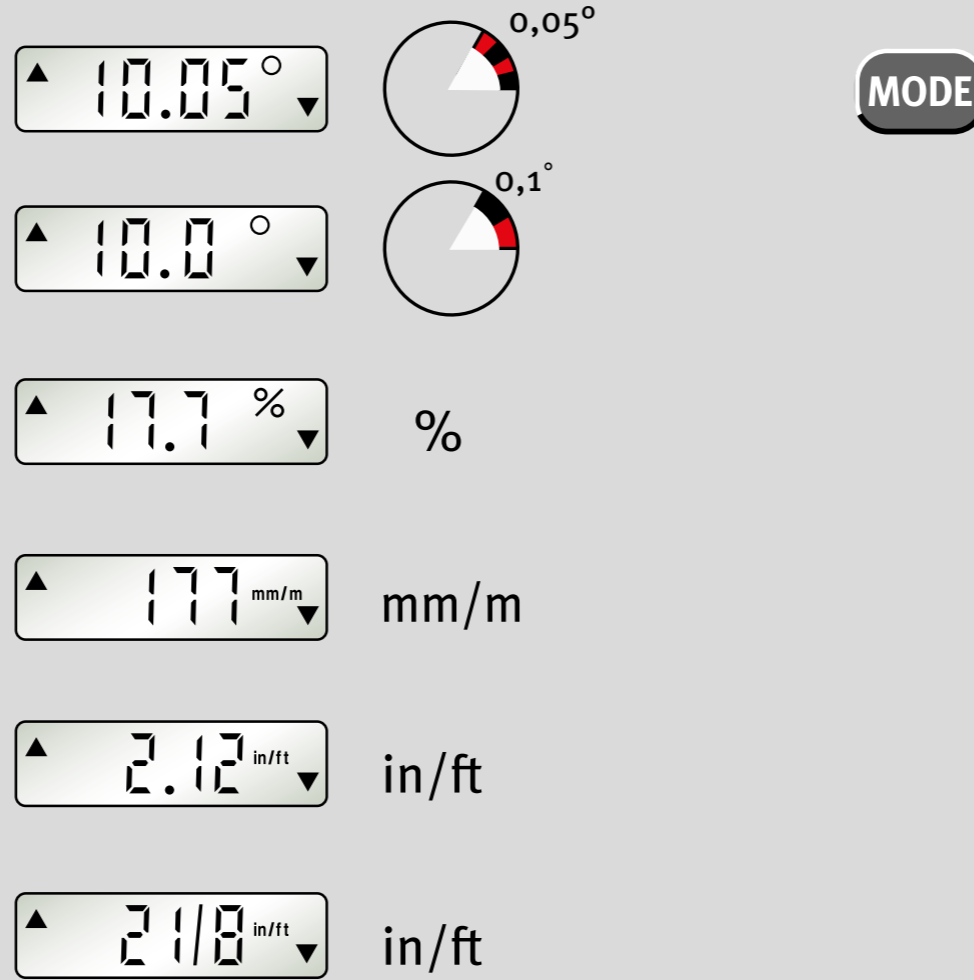 0,05°
10.05°
MODE
0,1°
10.0 °
17.7 %
%
177 mm/m
mm/m
2.12 in/ft
in/ft
2 1/8 in/ft
in/ft